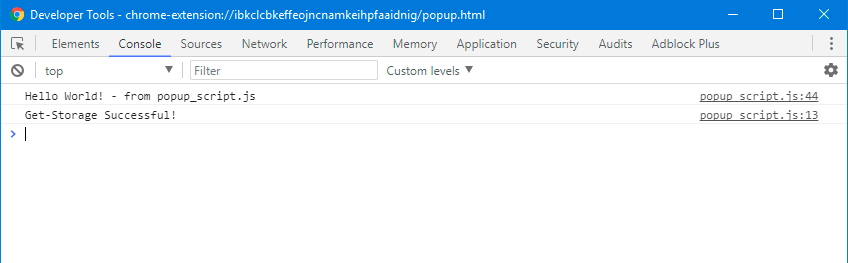 Developer Tools - chrome-extension://ibkclcbkeffeojncnamkeihpfaaidnig/popup.html
Elements Console Sources Network Performance Memory Application Security Audits Adblock Plus
top Filter Custom levels
Hello World! - from popup_script.js popup_script.js:44
Get-Storage Successful! popup_script.js:13